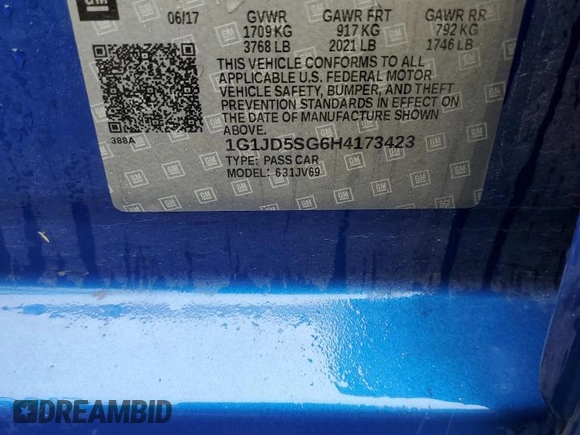 GM
06/17 GVWR GAWR FRT GAWR RR
1709 KG 917 KG 792 KG
3768 LB 2021 LB 1746 LB
THIS VEHICLE CONFORMS TO ALL
APPLICABLE U.S. FEDERAL MOTOR
VEHICLE SAFETY, BUMPER, AND THEFT
PREVENTION STANDARDS IN EFFECT ON
THE DATE OF MANUFACTURE SHOWN
ABOVE.
388A
1G1JD5SG6H4173423
TYPE: PASS CAR
MODEL: 631JV69
DREAMBID